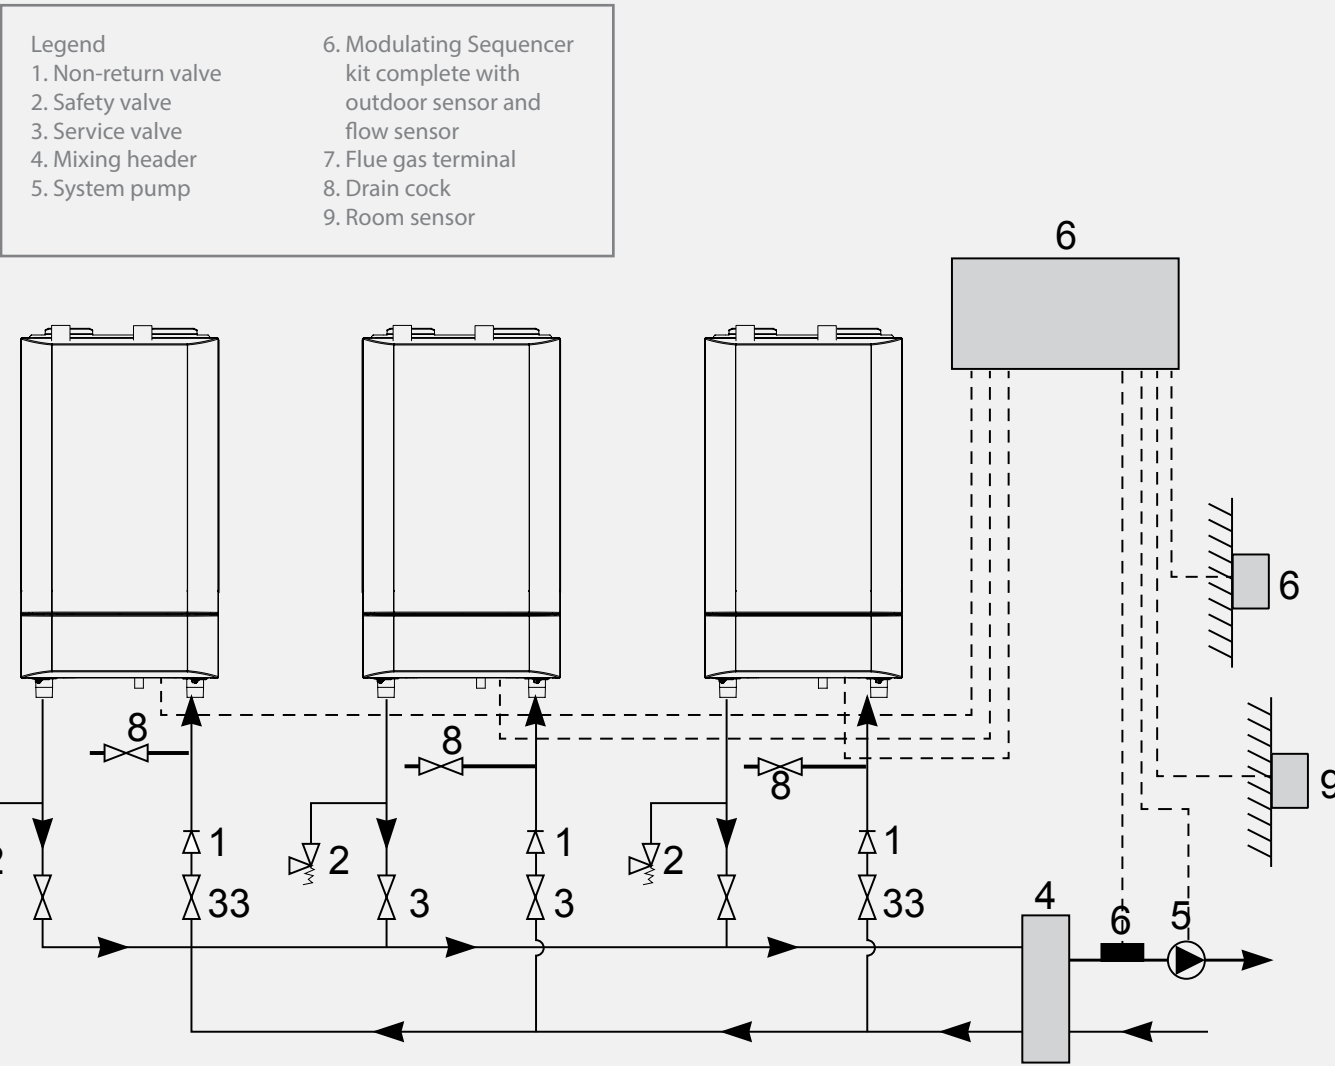 Legend
1. Non-return valve
2. Safety valve
3. Service valve
4. Mixing header
5. System pump
6. Modulating Sequencer
kit complete with
outdoor sensor and
flow sensor
7. Flue gas terminal
8. Drain cock
9. Room sensor
6
6
8
8
8
9
1
1
1
2
2
2
33
3
3
33
4
6
5